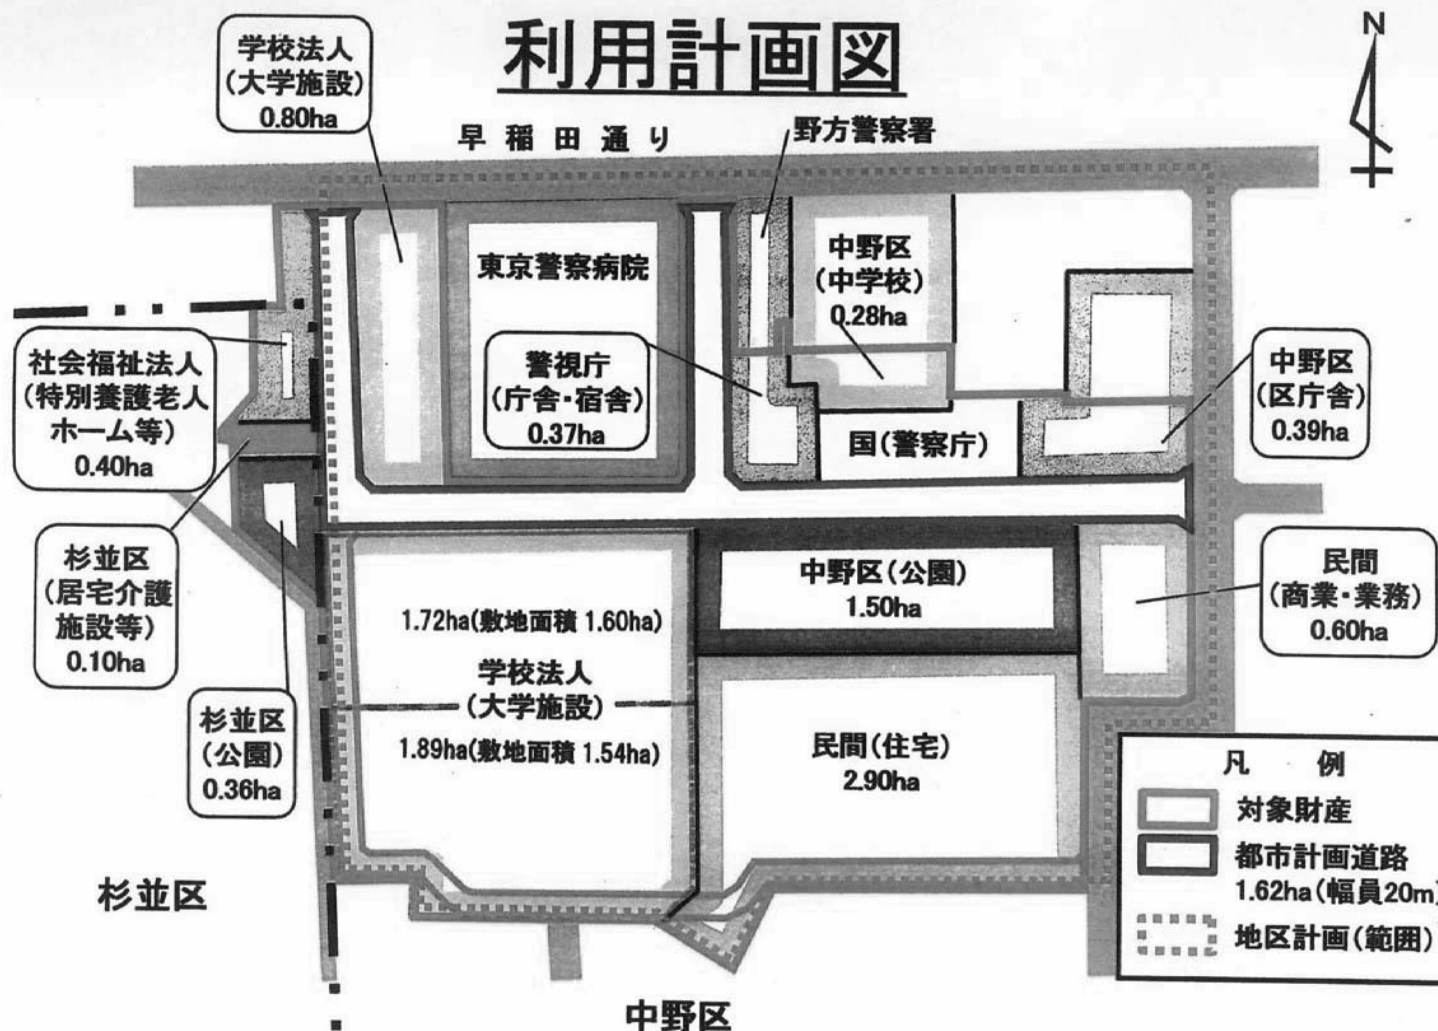 利用計画図
N
学校法人
(大学施設)
0.80ha
早稲田通り
野方警察署
東京警察病院
中野区
(中学校)
0.28ha
社会福祉法人
(特別養護老人
ホーム等)
0.40ha
警視庁
(庁舎・宿舎)
0.37ha
国(警察庁)
中野区
(区庁舎)
0.39ha
杉並区
(居宅介護
施設等)
0.10ha
中野区(公園)
1.50ha
民間
(商業・業務)
0.60ha
1.72ha(敷地面積 1.60ha)
学校法人
(大学施設)
1.89ha(敷地面積 1.54ha)
杉並区
(公園)
0.36ha
民間(住宅)
2.90ha
凡 例
対象財産
都市計画道路
1.62ha(幅員20m)
地区計画(範囲)
杉並区
中野区